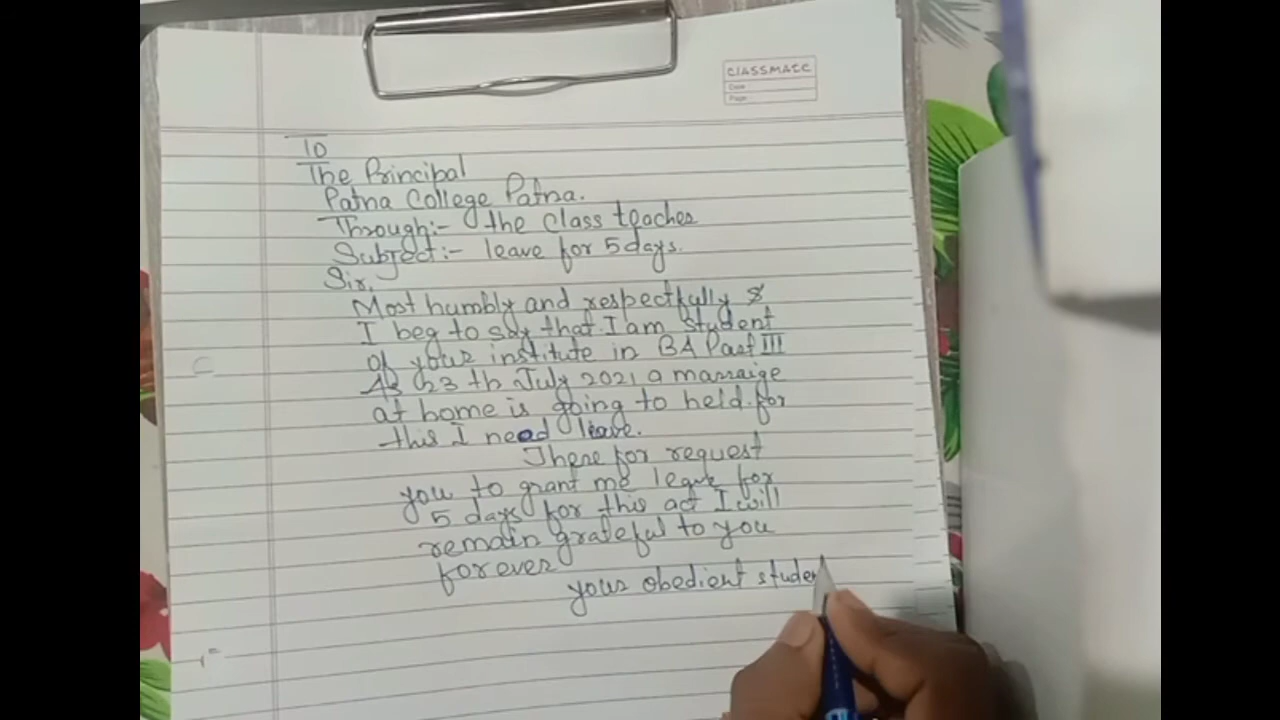 CLASSMATE
Date
Page
To
The Principal
Patna College Patna.
Through:- the class teacher
Subject:- leave for 5 days.
Sir,
Most humbly and respectfully &
I beg to say that I am student
of your institute in BA Part III
As 23 th July 2021 a marraige
at home is going to held for
this I need leave.
There for request
you to grant me leave for
5 days for this act I will
remain grateful to you
for ever
your obedient studen